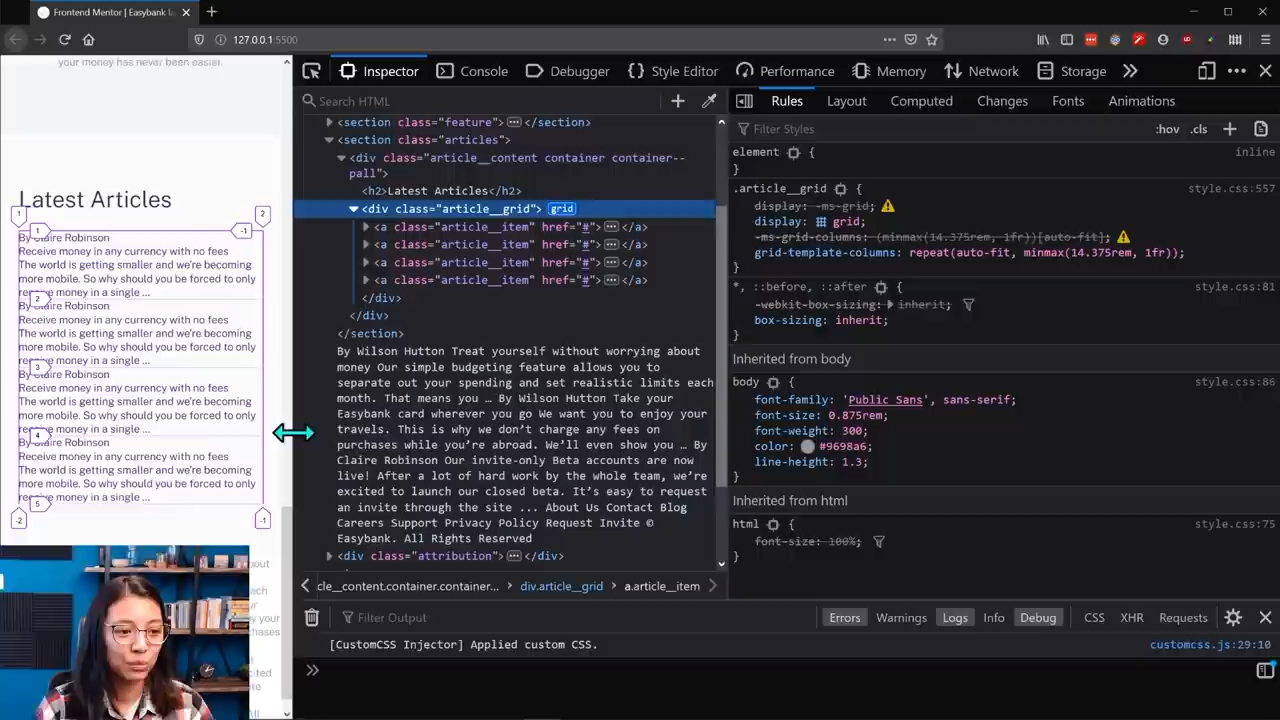 Frontend Mentor | Easybank la
127.0.0.1:5500
your money has never been easier.
Latest Articles
1
2
1
-1
By Claire Robinson
Receive money in any currency with no fees
The world is getting smaller and we're becoming
more mobile. So why should you be forced to only
receive money in a single ...
2
By Claire Robinson
Receive money in any currency with no fees
The world is getting smaller and we're becoming
more mobile. So why should you be forced to only
receive money in a single ...
3
By Claire Robinson
Receive money in any currency with no fees
The world is getting smaller and we're becoming
more mobile. So why should you be forced to only
receive money in a single ...
4
By Claire Robinson
Receive money in any currency with no fees
The world is getting smaller and we're becoming
more mobile. So why should you be forced to only
receive money in a single ...
5
-2
-1
Inspector Console Debugger Style Editor Performance Memory Network Storage
Search HTML
<section class="feature"> </section>
<section class="articles">
<div class="article__content container container--
pall">
<h2>Latest Articles</h2>
<div class="article__grid"> grid
<a class="article__item" href="#"> </a>
<a class="article__item" href="#"> </a>
<a class="article__item" href="#"> </a>
<a class="article__item" href="#"> </a>
</div>
</div>
</section>
By Wilson Hutton Treat yourself without worrying about
money Our simple budgeting feature allows you to
separate out your spending and set realistic limits each
month. That means you … By Wilson Hutton Take your
Easybank card wherever you go We want you to enjoy your
travels. This is why we don't charge any fees on
purchases while you're abroad. We'll even show you … By
Claire Robinson Our invite-only Beta accounts are now
live! After a lot of hard work by the whole team, we're
excited to launch our closed beta. It's easy to request
an invite through the site ... About Us Contact Blog
Careers Support Privacy Policy Request Invite ©
Easybank. All Rights Reserved
<div class="attribution"> </div>
cle__content.container.container... div.article__grid a.article__item
Rules Layout Computed Changes Fonts Animations
Filter Styles :hov .cls
element { inline
}
.article__grid { style.css:557
display: -ms-grid;
display: grid;
-ms-grid-columns: (minmax(14.375rem, 1fr))[auto-fit];
grid-template-columns: repeat(auto-fit, minmax(14.375rem, 1fr));
}
*, ::before, ::after { style.css:81
-webkit-box-sizing: inherit;
box-sizing: inherit;
}
Inherited from body
body { style.css:86
font-family: 'Public Sans', sans-serif;
font-size: 0.875rem;
font-weight: 300;
color: #9698a6;
line-height: 1.3;
}
Inherited from html
html { style.css:75
font-size: 100%;
}
Filter Output Errors Warnings Logs Info Debug CSS XHR Requests
[CustomCSS Injector] Applied custom CSS. customcss.js:29:10